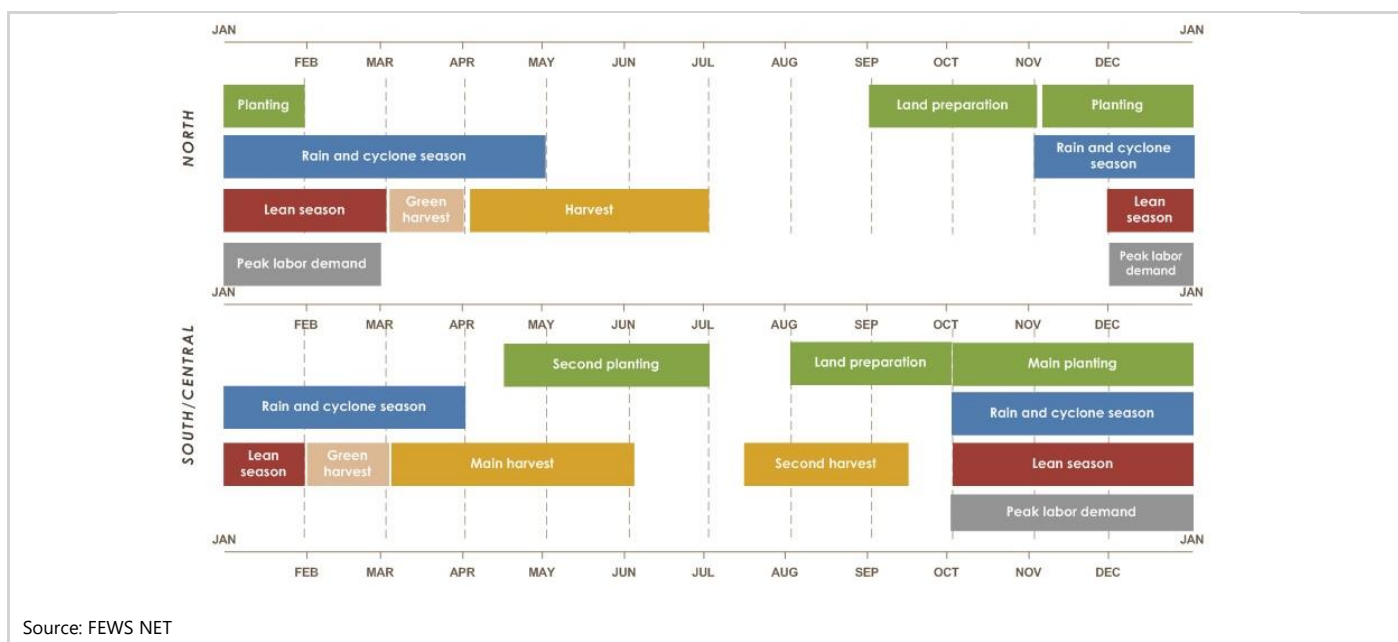 JAN JAN
FEB MAR APR MAY JUN JUL AUG SEP OCT NOV DEC
NORTH
Planting Land preparation Planting
Rain and cyclone season Rain and cyclone
season
Lean season Green
harvest Harvest Lean
season
Peak labor demand Peak labor
demand
JAN JAN
FEB MAR APR MAY JUN JUL AUG SEP OCT NOV DEC
SOUTH/CENTRAL
Second planting Land preparation Main planting
Rain and cyclone season Rain and cyclone season
Lean
season Green
harvest Main harvest Second harvest Lean season
Peak labor demand
JAN JAN
FEB MAR APR MAY JUN JUL AUG SEP OCT NOV DEC
Source: FEWS NET